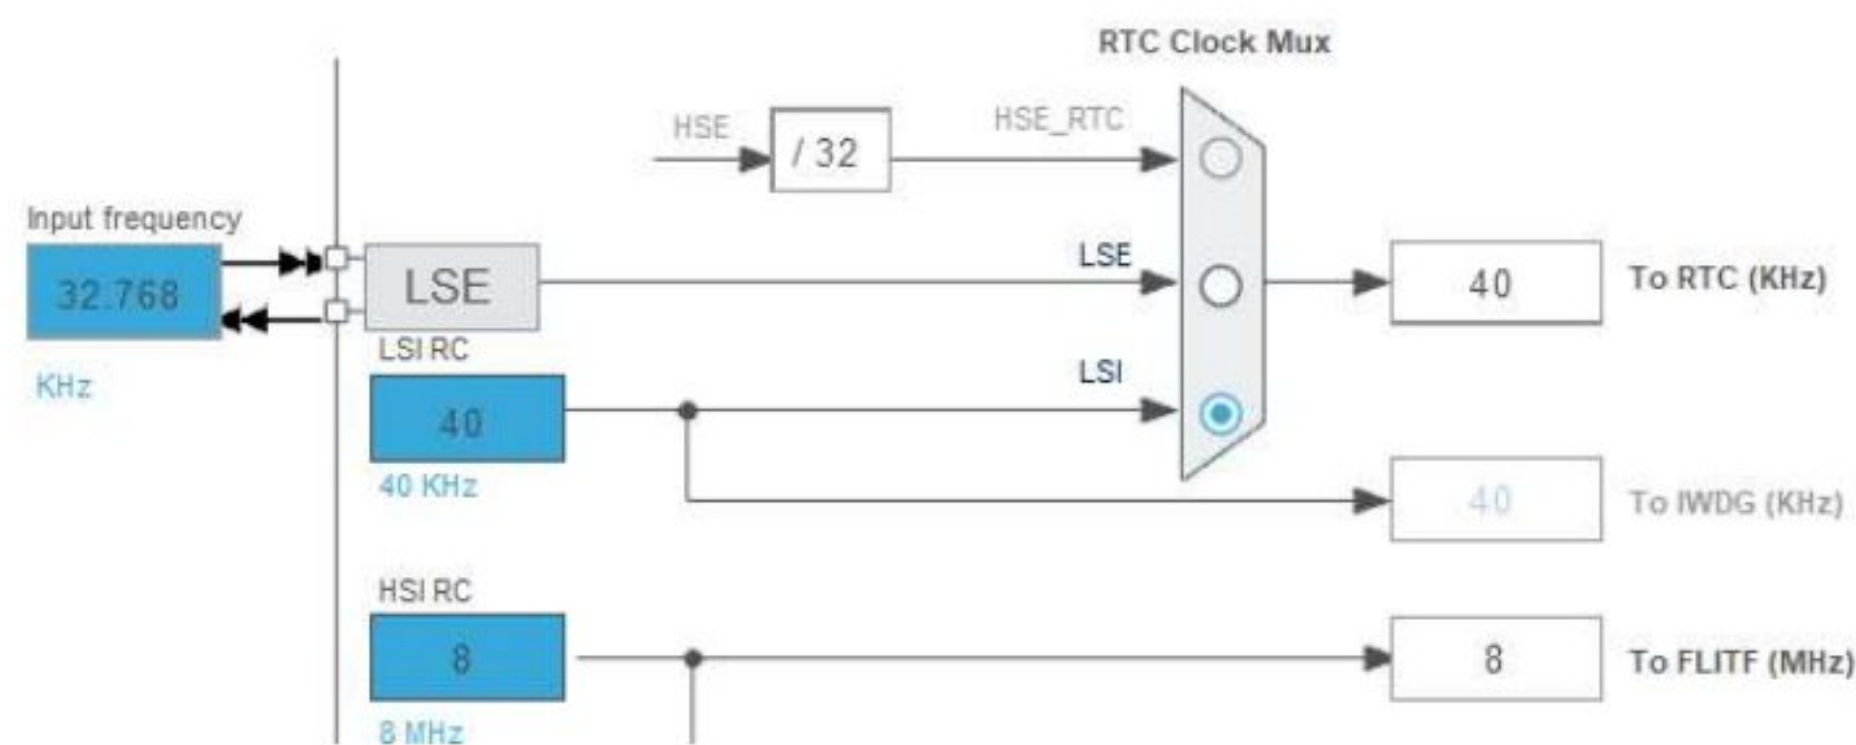 RTC Clock Mux
HSE
/ 32
HSE_RTC
Input frequency
32.768
KHz
LSE
LSE
40
To RTC (KHz)
LSI RC
40
40 KHz
LSI
40
To IWDG (KHz)
HSI RC
8
8 MHz
8
To FLITF (MHz)